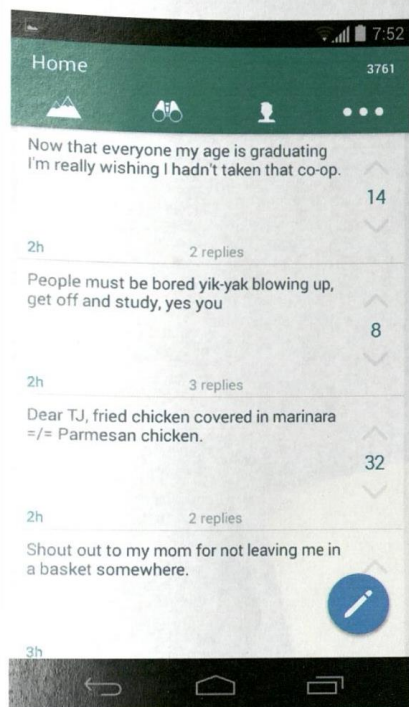 7:52
Home
3761
Now that everyone my age is graduating
I'm really wishing I hadn't taken that co-op.
14
2h 2 replies
People must be bored yik-yak blowing up,
get off and study, yes you
8
2h 3 replies
Dear TJ, fried chicken covered in marinara
=/= Parmesan chicken.
32
2h 2 replies
Shout out to my mom for not leaving me in
a basket somewhere.
3h